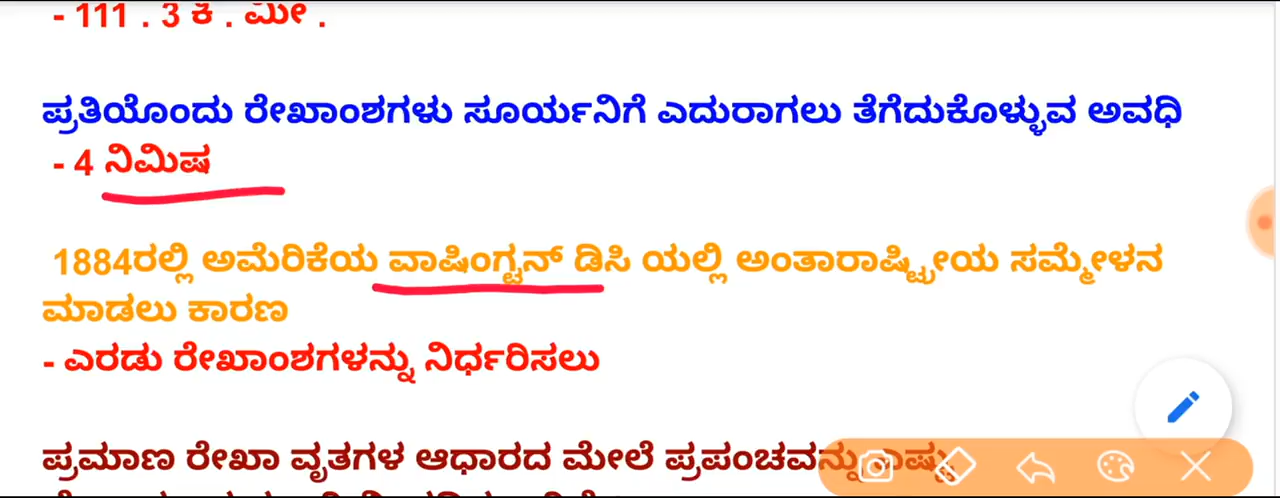 - 111 . 3 ಕಿ . ಮೀ .
ಪ್ರತಿಯೊಂದು ರೇಖಾಂಶಗಳು ಸೂರ್ಯನಿಗೆ ಎದುರಾಗಲು ತೆಗೆದುಕೊಳ್ಳುವ ಅವಧಿ
- 4 ನಿಮಿಷ
1884ರಲ್ಲಿ ಅಮೆರಿಕೆಯ ವಾಷಿಂಗ್ಟನ್ ಡಿಸಿ ಯಲ್ಲಿ ಅಂತಾರಾಷ್ಟ್ರೀಯ ಸಮ್ಮೇಳನ
ಮಾಡಲು ಕಾರಣ
- ಎರಡು ರೇಖಾಂಶಗಳನ್ನು ನಿರ್ಧರಿಸಲು
ಪ್ರಮಾಣ ರೇಖಾ ವೃತಗಳ ಆಧಾರದ ಮೇಲೆ ಪ್ರಪಂಚವನ್ನು ಎಷ್ಟು